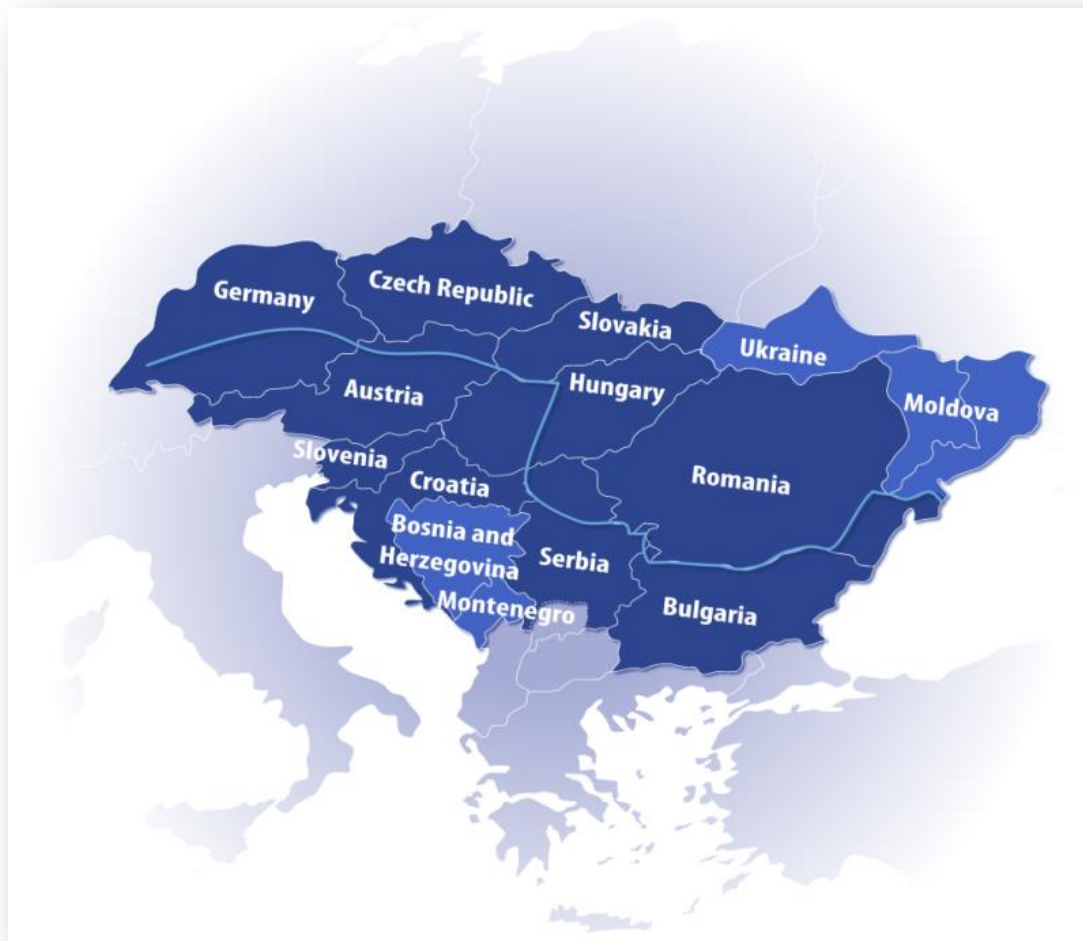 Germany
Czech Republic
Slovakia
Ukraine
Austria
Hungary
Moldova
Slovenia
Croatia
Romania
Bosnia and
Herzegovina
Serbia
Montenegro
Bulgaria